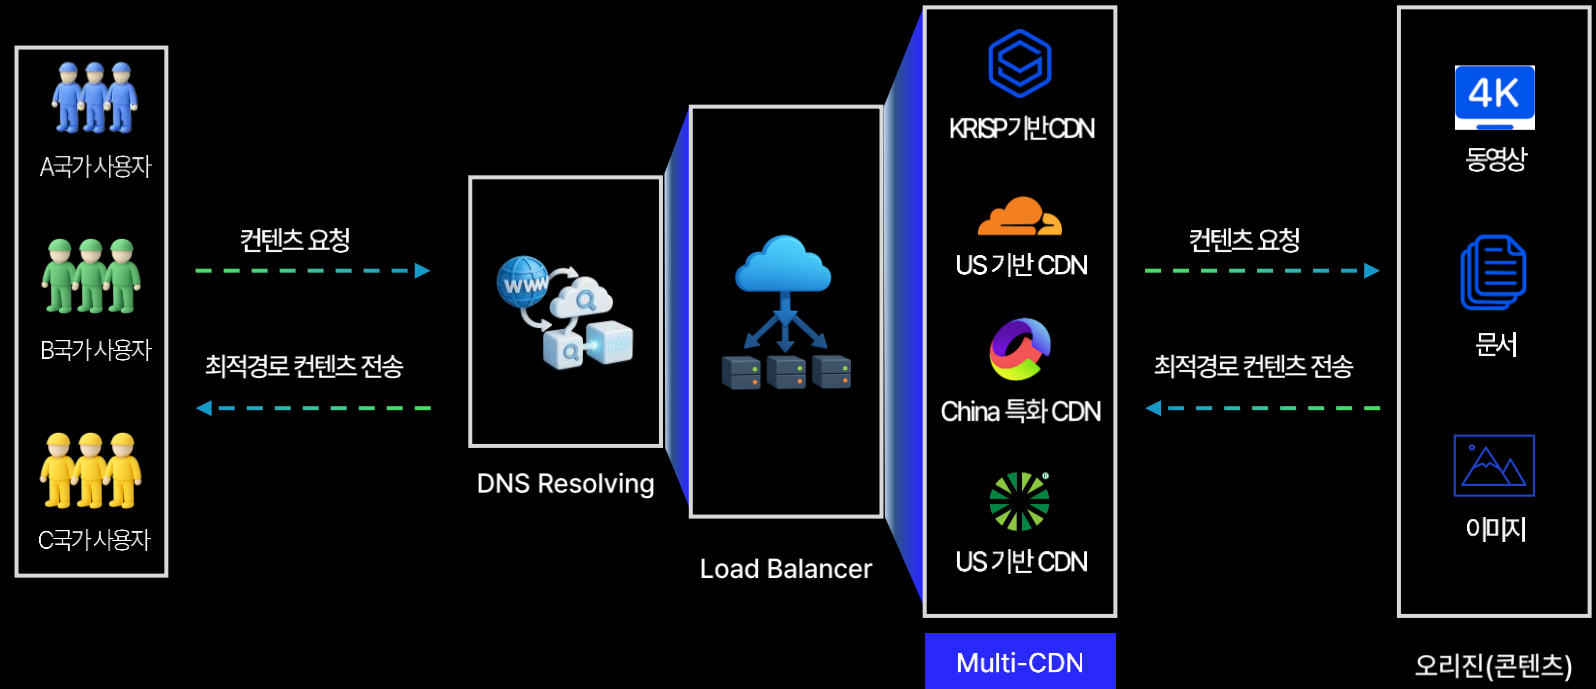 A국가 사용자
B국가 사용자
C국가 사용자
컨텐츠 요청
최적경로 컨텐츠 전송
WWW
DNS Resolving
Load Balancer
KRISP기반CDN
US 기반 CDN
China 특화 CDN
US 기반 CDN
Multi-CDN
컨텐츠 요청
최적경로 컨텐츠 전송
4K
동영상
문서
이미지
오리진(콘텐츠)